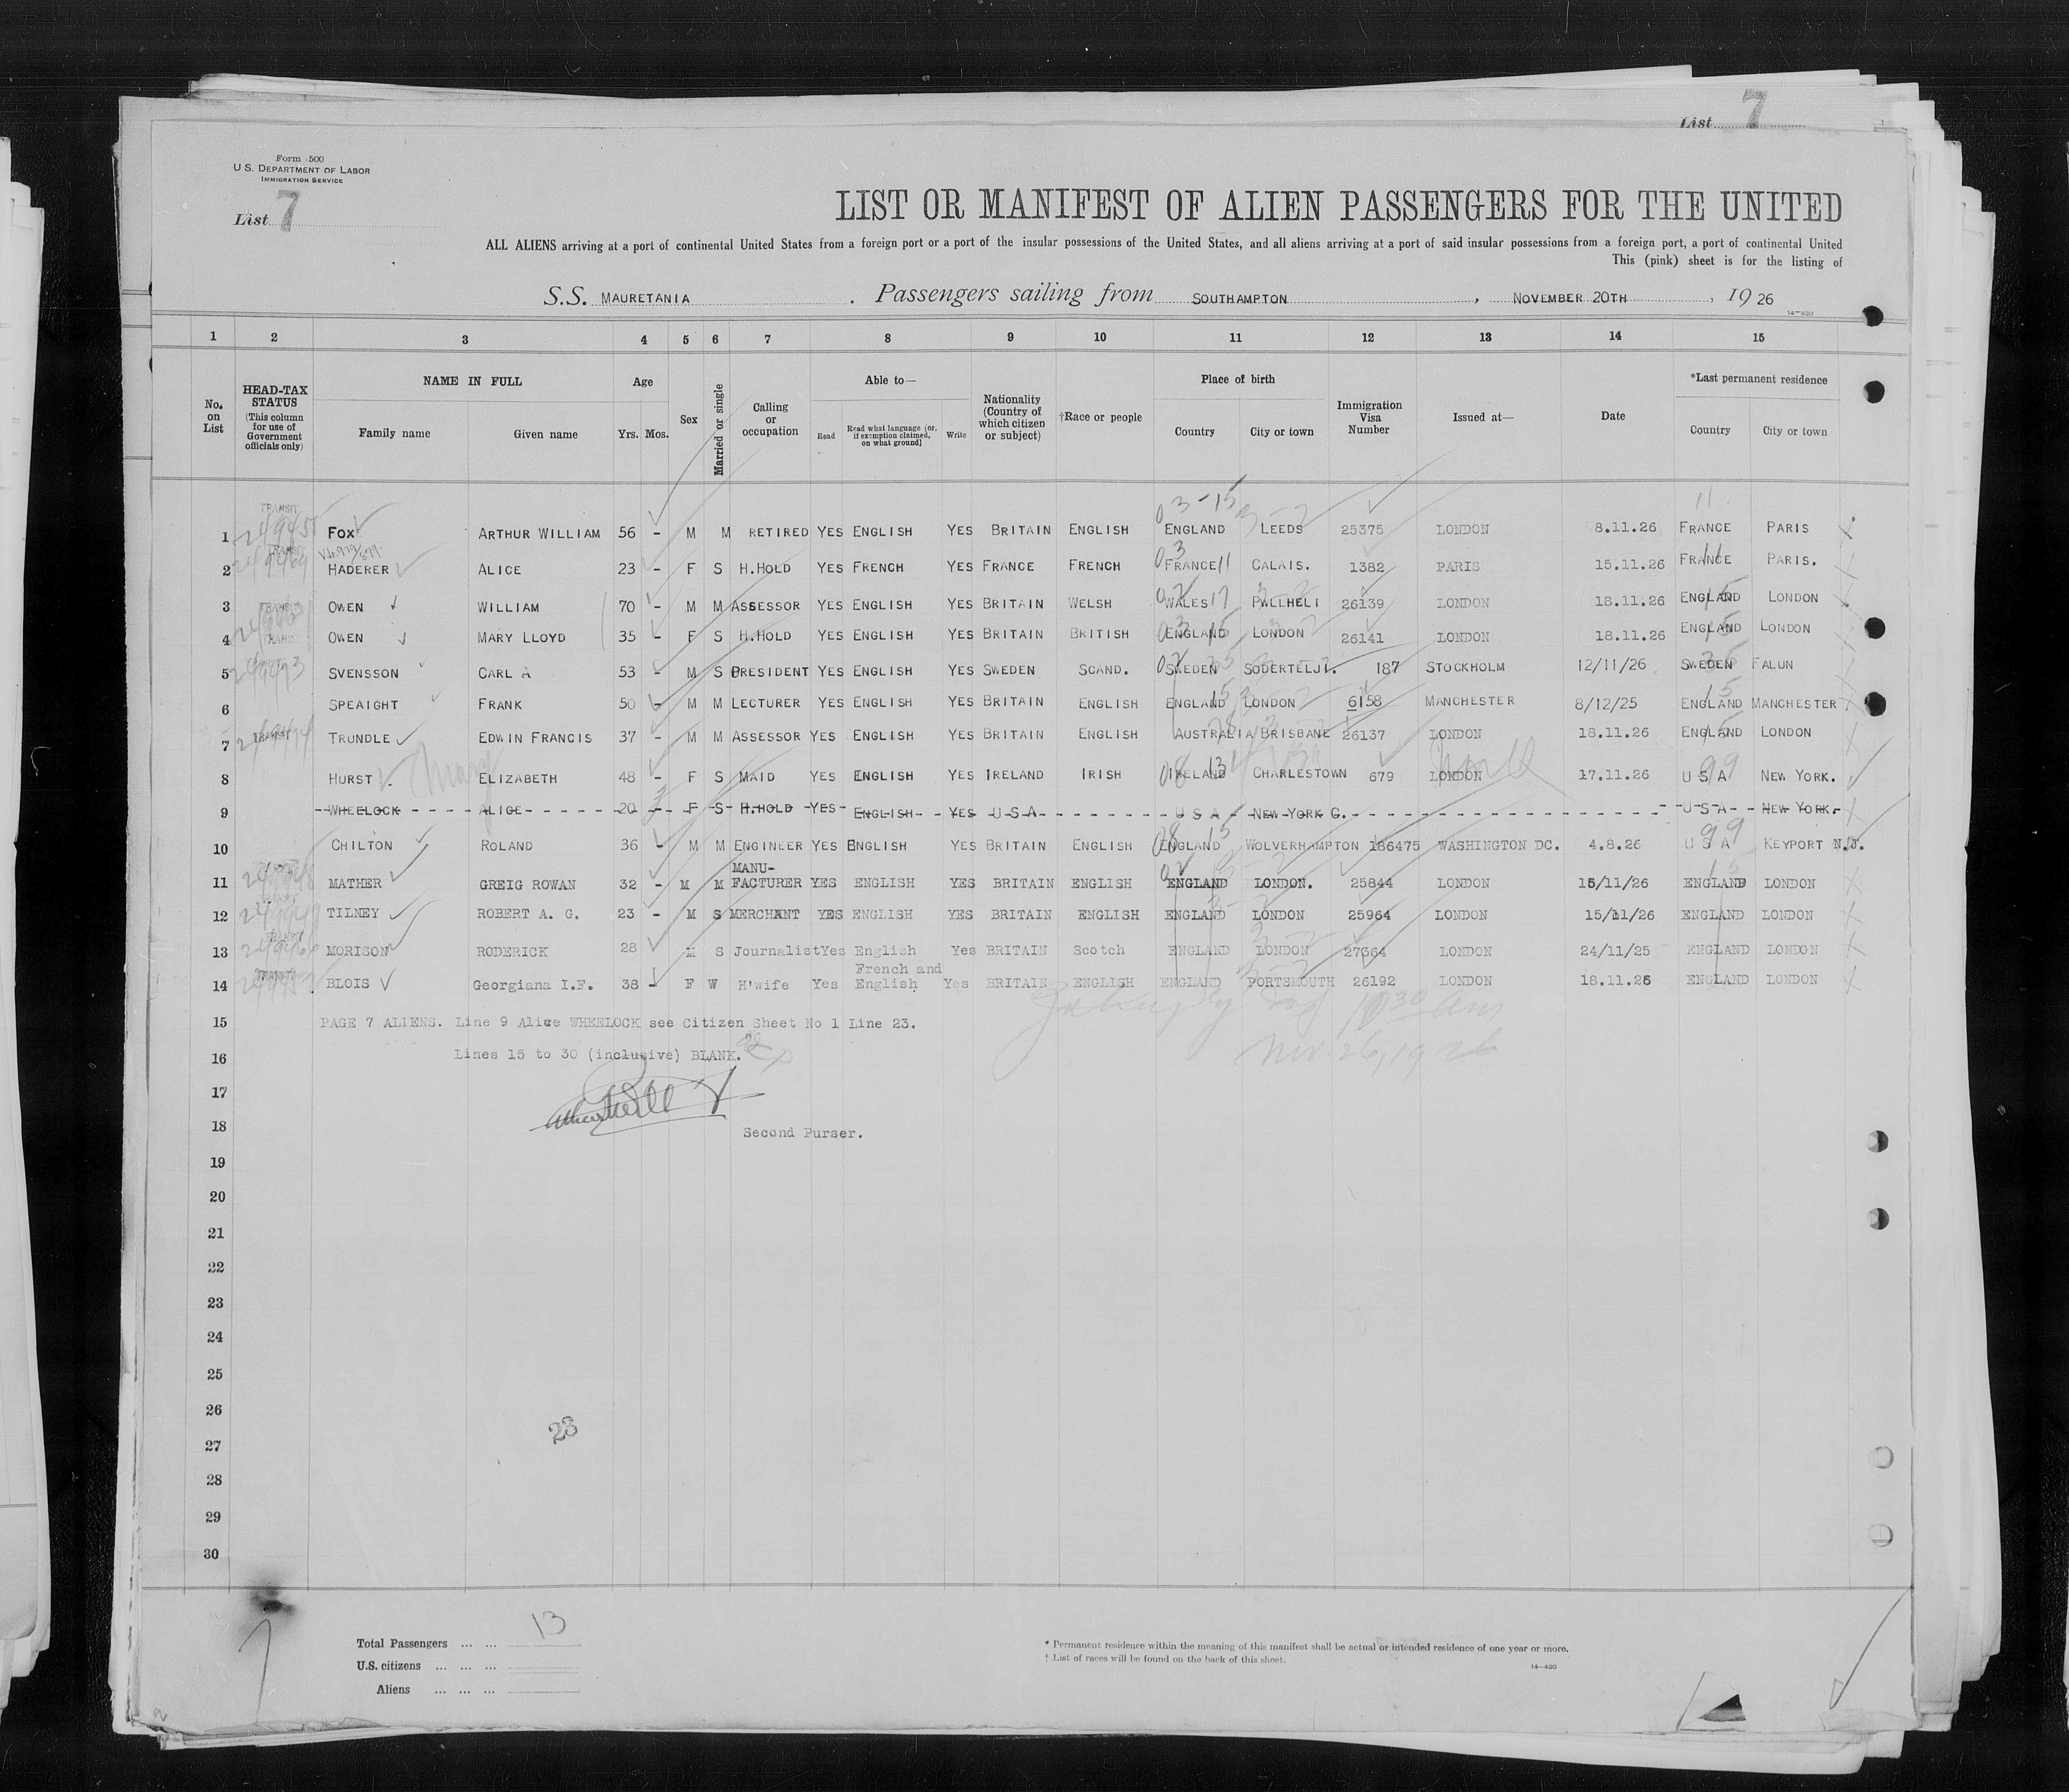 List 7
Form 500
U.S. DEPARTMENT OF LABOR
IMMIGRATION SERVICE
List 7
LIST OR MANIFEST OF ALIEN PASSENGERS FOR THE UNITED
ALL ALIENS arriving at a port of continental United States from a foreign port or a port of the insular possessions of the United States, and all aliens arriving at a port of said insular possessions from a foreign port, a port of continental United
This (pink) sheet is for the listing of
S.S. MAURETANIA . Passengers sailing from SOUTHAMPTON , NOVEMBER 20TH , 19 26
14-430
1 2 3 4 5 6 7 8 9 10 11 12 13 14 15
No. on List
HEAD-TAX STATUS (This column for use of Government officials only)
NAME IN FULL
Family name Given name
Age
Yrs. Mos.
Sex
Married or single
Calling or occupation
Able to—
Read Read what language (or, if exemption claimed, on what ground) Write
Nationality (Country of which citizen or subject)
†Race or people
Place of birth
Country City or town
Immigration Visa Number
Issued at—
Date
*Last permanent residence
Country City or town
1 TRANSIT FOX ARTHUR WILLIAM 56 - M M RETIRED YES ENGLISH YES BRITAIN ENGLISH ENGLAND LEEDS 25375 LONDON 8.11.26 FRANCE PARIS
2 TRANSIT HADERER ALICE 23 - F S H.HOLD YES FRENCH YES FRANCE FRENCH FRANCE CALAIS. 1382 PARIS 15.11.26 FRANCE PARIS.
3 TRANSIT OWEN WILLIAM 70 - M M ASSESSOR YES ENGLISH YES BRITAIN WELSH WALES PWLLHELI 26139 LONDON 18.11.26 ENGLAND LONDON
4 TRANSIT OWEN MARY LLOYD 35 - F S H.HOLD YES ENGLISH YES BRITAIN BRITISH ENGLAND LONDON 26141 LONDON 18.11.26 ENGLAND LONDON
5 SVENSSON CARL A 53 - M S PRESIDENT YES ENGLISH YES SWEDEN SCAND. SWEDEN SODERTELJI. 187 STOCKHOLM 12/11/26 SWEDEN FALUN
6 SPEAIGHT FRANK 50 - M M LECTURER YES ENGLISH YES BRITAIN ENGLISH ENGLAND LONDON 6158 MANCHESTER 8/12/25 ENGLAND MANCHESTER
7 TRANSIT TRUNDLE EDWIN FRANCIS 37 - M M ASSESSOR YES ENGLISH YES BRITAIN ENGLISH AUSTRALIA BRISBANE 26137 LONDON 18.11.26 ENGLAND LONDON
8 HURST Mary ELIZABETH 48 - F S MAID YES ENGLISH YES IRELAND IRISH IRELAND CHARLESTOWN 679 LONDON 17.11.26 U S A NEW YORK.
9 WHEELOCK ALICE 20 - F S H.HOLD YES ENGLISH YES U S A U S A NEW YORK C. U S A NEW YORK.
10 CHILTON ROLAND 36 - M M ENGINEER YES ENGLISH YES BRITAIN ENGLISH ENGLAND WOLVERHAMPTON 186475 WASHINGTON DC. 4.8.26 U S A KEYPORT N.J.
11 MATHER GREIG ROWAN 32 - M M MANU-
FACTURER YES ENGLISH YES BRITAIN ENGLISH ENGLAND LONDON. 25844 LONDON 15/11/26 ENGLAND LONDON
12 TRANSIT TILNEY ROBERT A. G. 23 - M S MERCHANT YES ENGLISH YES BRITAIN ENGLISH ENGLAND LONDON 25964 LONDON 15/11/26 ENGLAND LONDON
13 TRANSIT MORISON RODERICK 28 M S Journalist Yes English Yes BRITAIN Scotch ENGLAND LONDON 27664 LONDON 24/11/25 ENGLAND LONDON
14 TRANSIT BLOIS Georgiana I.F. 38 - F W H'wife Yes French and
English Yes BRITAIN ENGLISH ENGLAND PORTSMOUTH 26192 LONDON 18.11.26 ENGLAND LONDON
15 PAGE 7 ALIENS. Line 9 Alice WHEELOCK see Citizen Sheet No 1 Line 23.
10 30 am
Nov. 26, 1926
16 Lines 15 to 30 (inclusive) BLANK.
17
18 Second Purser.
19
20
21
22
23
24
25
26
23
27
28
29
30
Total Passengers ... ... 13
U.S. citizens ... ... ...
Aliens ... ... ...
* Permanent residence within the meaning of this manifest shall be actual or intended residence of one year or more.
† List of races will be found on the back of this sheet.
14-430